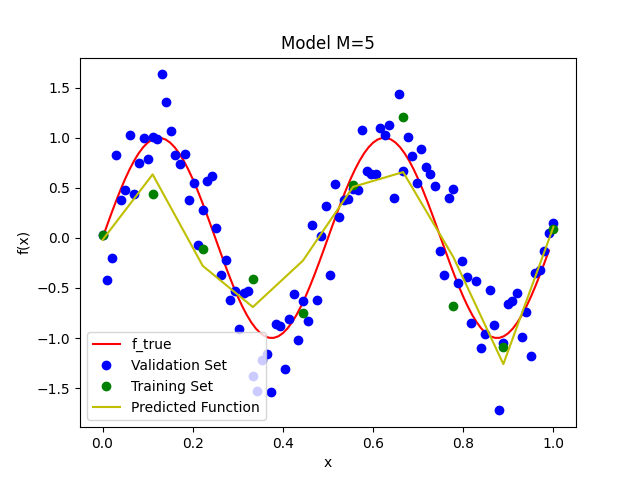 Model M=5
f(x)
1.5
1.0
0.5
0.0
−0.5
−1.0
−1.5
f_true
Validation Set
Training Set
Predicted Function
0.0 0.2 0.4 0.6 0.8 1.0
x